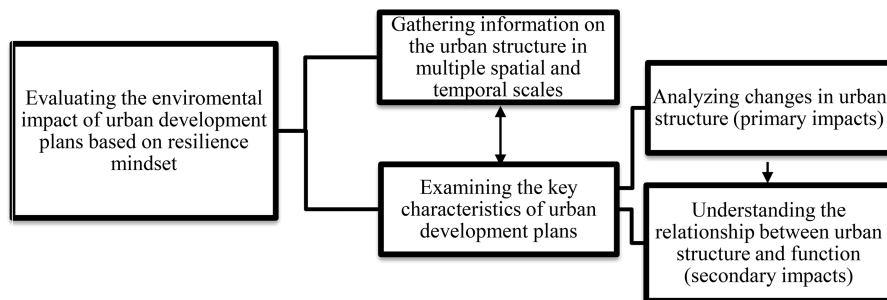 Evaluating the enviromental
impact of urban development
plans based on resilience
mindset
Gathering information on
the urban structure in
multiple spatial and
temporal scales
Examining the key
characteristics of urban
development plans
Analyzing changes in urban
structure (primary impacts)
Understanding the
relationship between urban
structure and function
(secondary impacts)